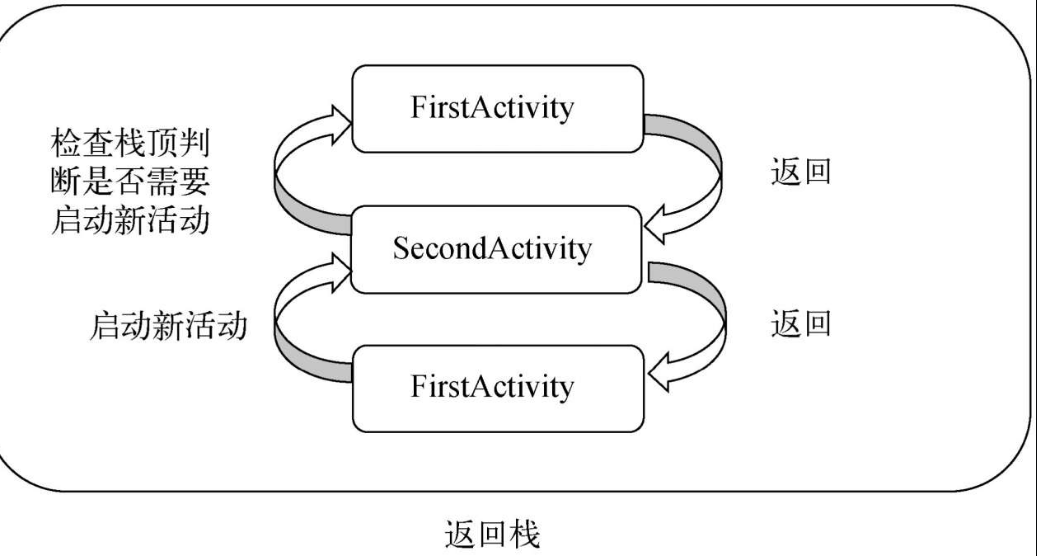 FirstActivity
检查栈顶判
断是否需要
启动新活动
返回
SecondActivity
启动新活动
返回
FirstActivity
返回栈